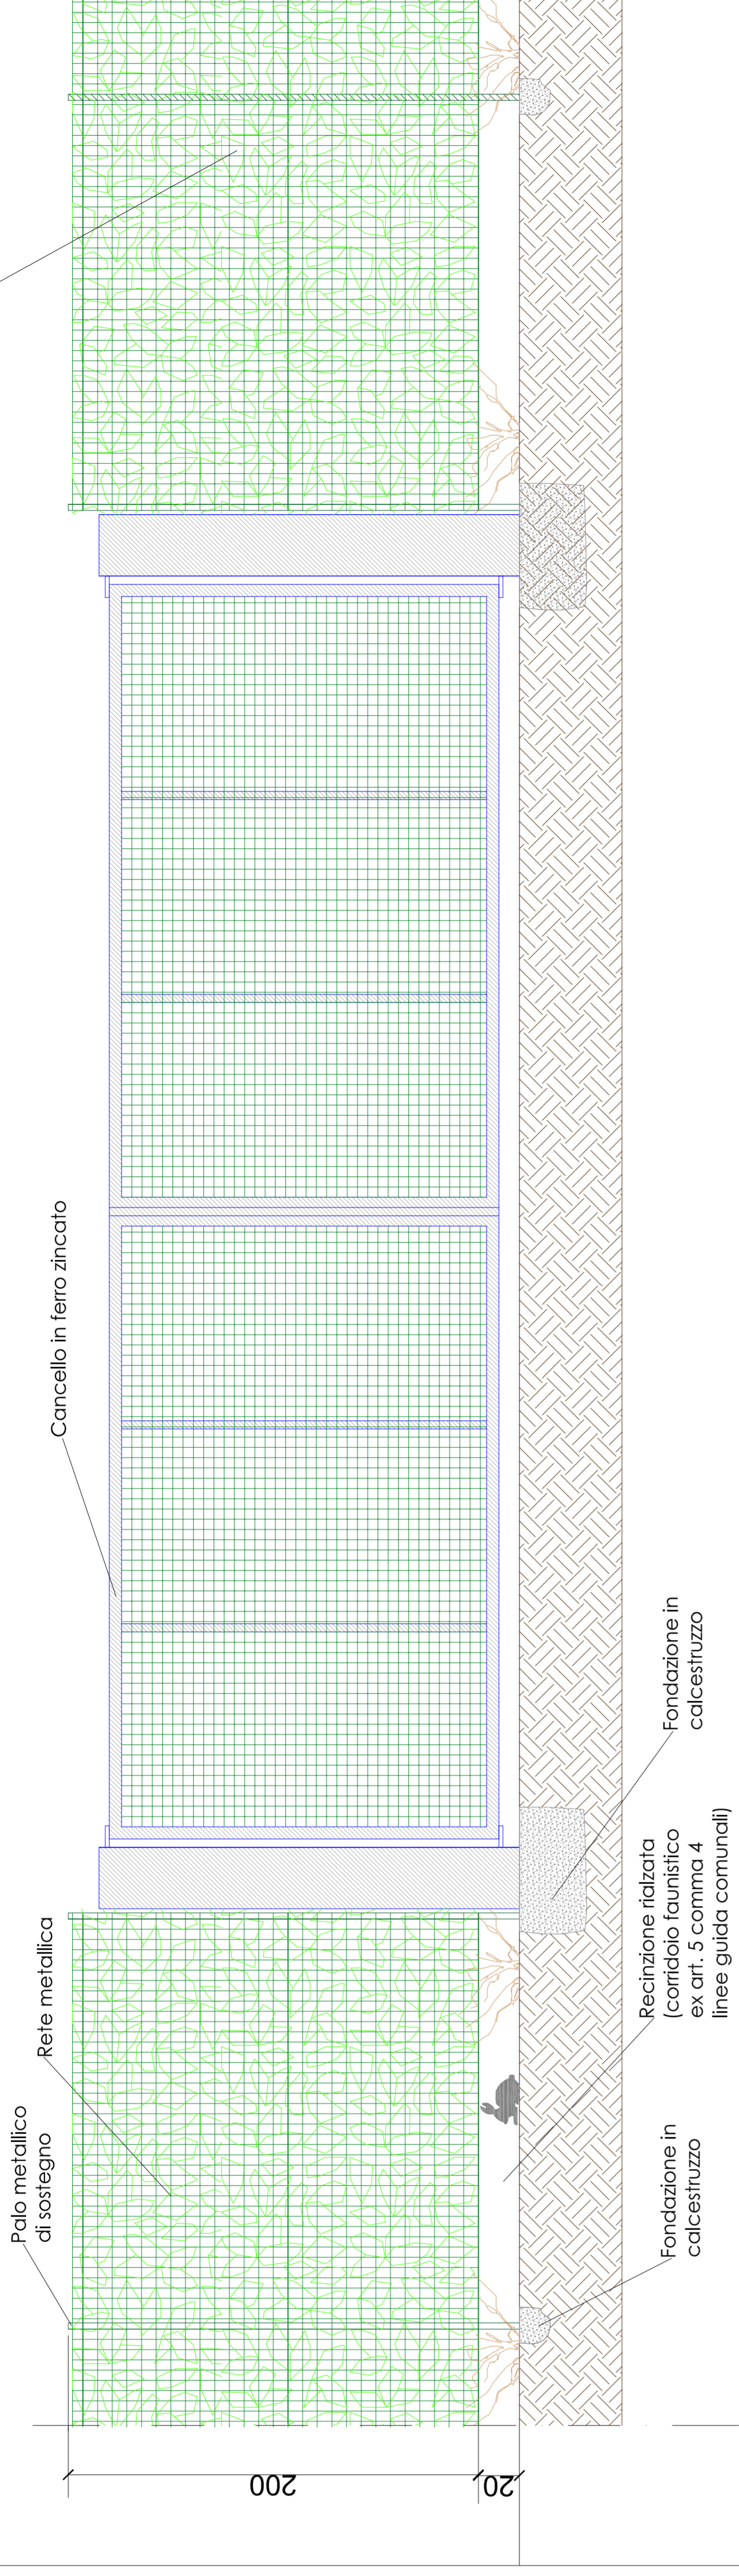 Palo metallico
di sostegno
Rete metallica
Cancello in ferro zincato
200
20
Fondazione in
calcestruzzo
Recinzione rialzata
(corridoio faunistico
ex art. 5 comma 4
linee guida comunali)
Fondazione in
calcestruzzo